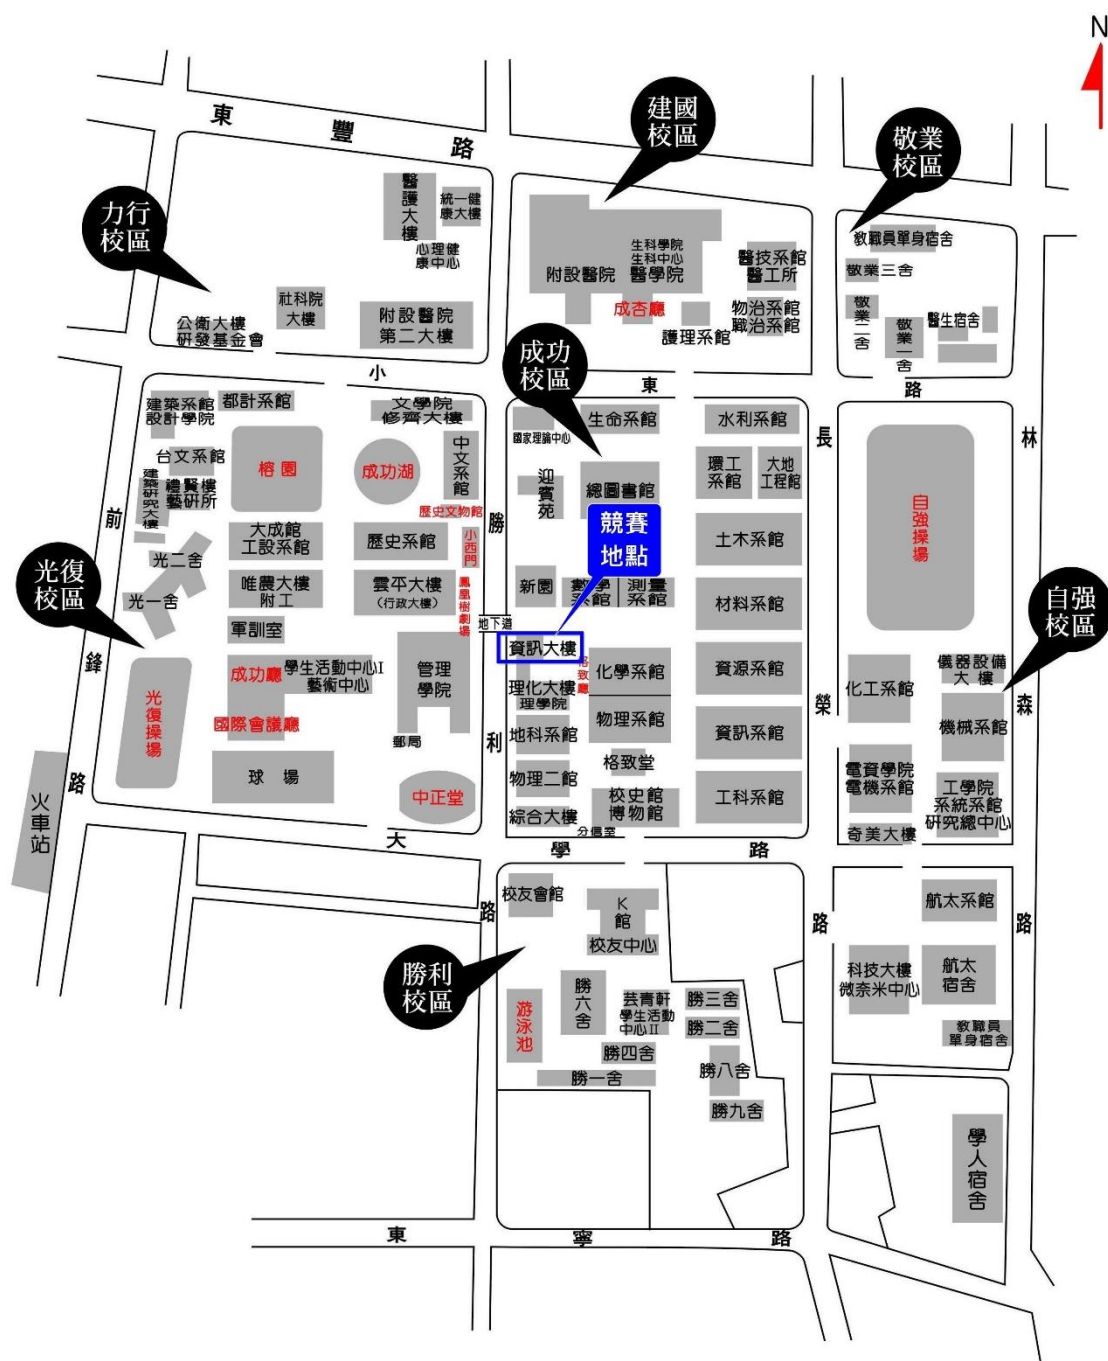 N
東豐路
建國
校區
敬業
校區
力行
校區
醫護大樓
統一健
康大樓
心理健
康中心
社科院
大樓
公衛大樓
研發基金會
附設醫院
第二大樓
生科學院
生科中心
附設醫院
醫學院
成杏廳
護理系館
醫技系館
醫工所
物治系館
職治系館
教職員單身宿舍
敬業三舍
敬業二舍
敬業一舍
醫生宿舍
小東路
成功
校區
建築系館
設計學院
都計系館
文學院
修齊大樓
台文系館
建築研究大樓
禮賢樓
藝研所
榕園
成功湖
中文系館
歷史文物館
大成館
工設系館
歷史系館
小西門
光二舍
光一舍
唯農大樓
附工
雲平大樓
(行政大樓)
鳳凰樹劇場
地下道
軍訓室
成功廳
學生活動中心I
藝術中心
國際會議廳
管理
學院
郵局
光復操場
球場
中正堂
光復
校區
前鋒路
火車站
勝利路
國家理論中心
生命系館
水利系館
迎賓苑
總圖書館
環工
系館
大地
工程館
競賽
地點
土木系館
新園
數學
系館
測量
系館
材料系館
資訊大樓
格致廳
化學系館
資源系館
理化大樓
理學院
地科系館
物理系館
資訊系館
物理二館
格致堂
綜合大樓
校史館
博物館
工科系館
分信室
大學路
長榮路
林森路
自強操場
自強
校區
化工系館
儀器設備
大樓
機械系館
電資學院
電機系館
工學院
系統系館
研究總中心
奇美大樓
校友會館
K
館
校友中心
勝利
校區
游泳池
勝六舍
芸青軒
學生活動
中心II
勝三舍
勝二舍
勝四舍
勝一舍
勝八舍
勝九舍
航太系館
科技大樓
微奈米中心
航太
宿舍
教職員
單身宿舍
學人宿舍
東寧路